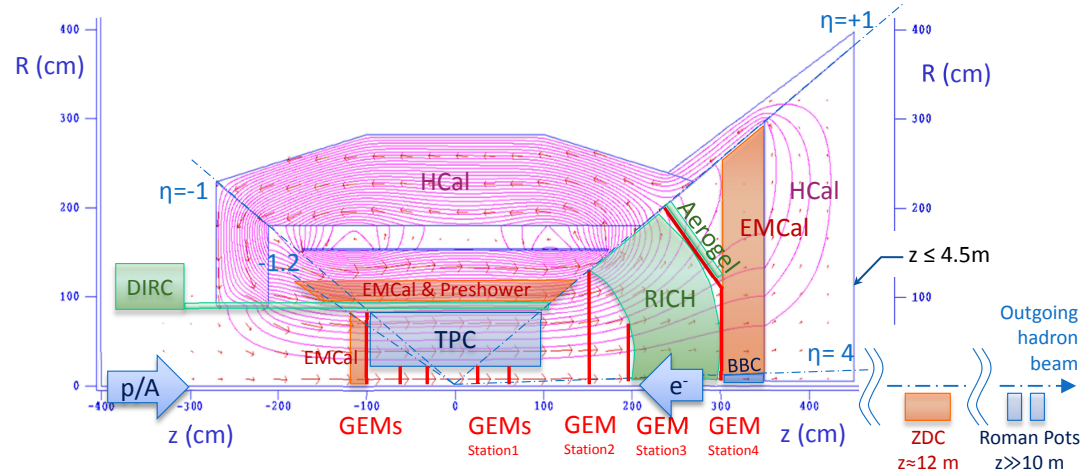 400
R (cm)
300
200
100
0
η=+1
400
R (cm)
300
200
100
η=-1
HCal
HCal
-1.2
Aerogel
EMCal
z ≤ 4.5m
DIRC
EMCal & Preshower
RICH
TPC
EMCal
BBC
η= 4
Outgoing
hadron
beam
p/A
e-
-400
-300
-200
-100
0
100
200
300
400
z (cm)
GEMs
GEMs
Station1
GEM
Station2
GEM
Station3
GEM
Station4
z (cm)
ZDC
z≈12 m
Roman Pots
z≫10 m